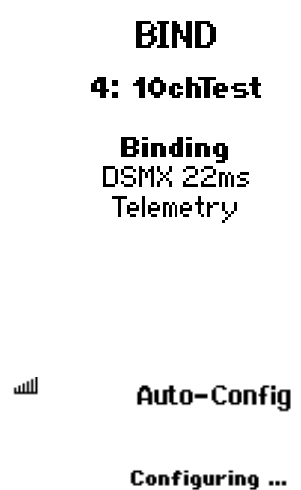 BIND
4: 10chTest
Binding
DSMX 22ms
Telemetry
Auto-Config
Configuring ...